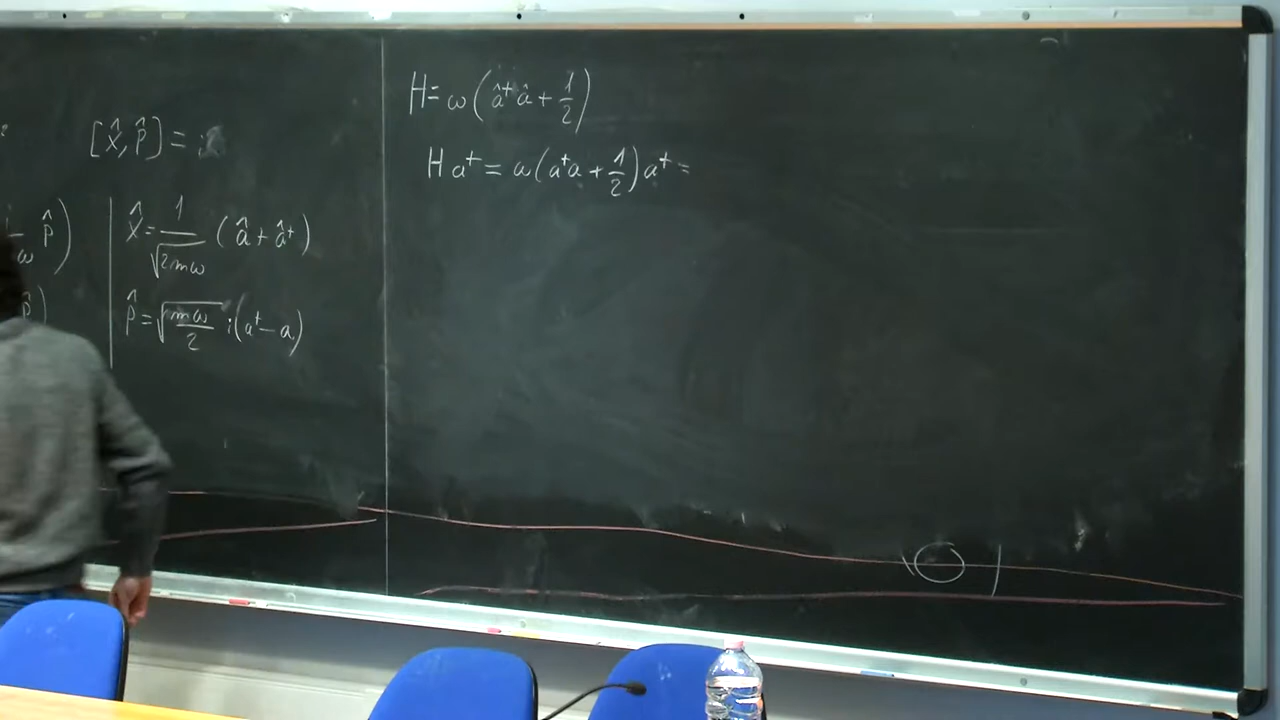 [X̂, P̂] = i
P̂)
X̂ = 1/√2mω (â + â⁺)
P̂)
P̂ = √mω/2 i(a⁺ − a)
H = ω(â⁺â + 1/2)
H a⁺ = ω(a⁺a + 1/2)a⁺ =